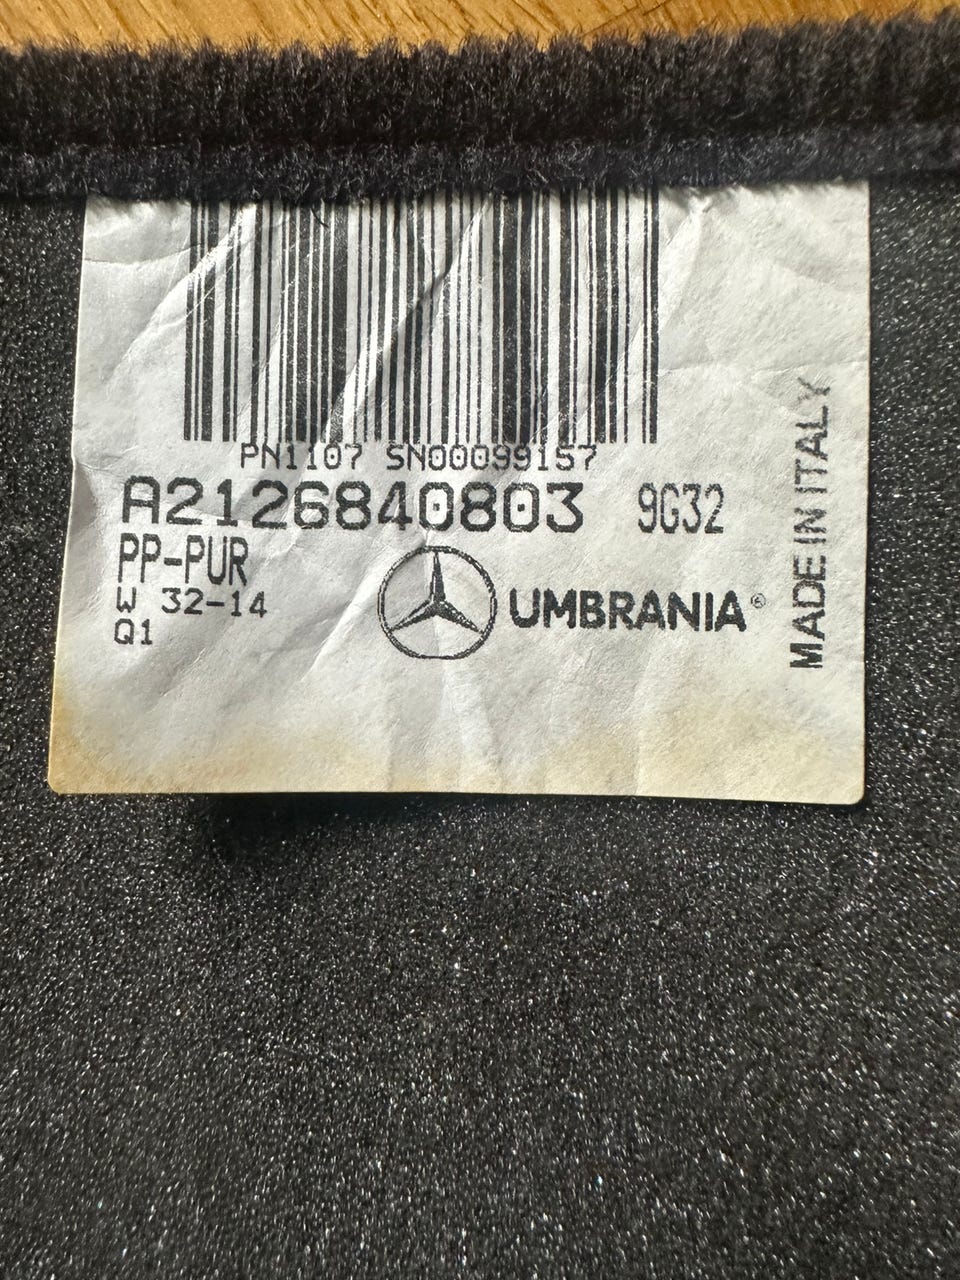 PN1107 SN00099157
A2126840803 9G32
PP-PUR
W 32-14
Q1
UMBRANIA®
MADE IN ITALY